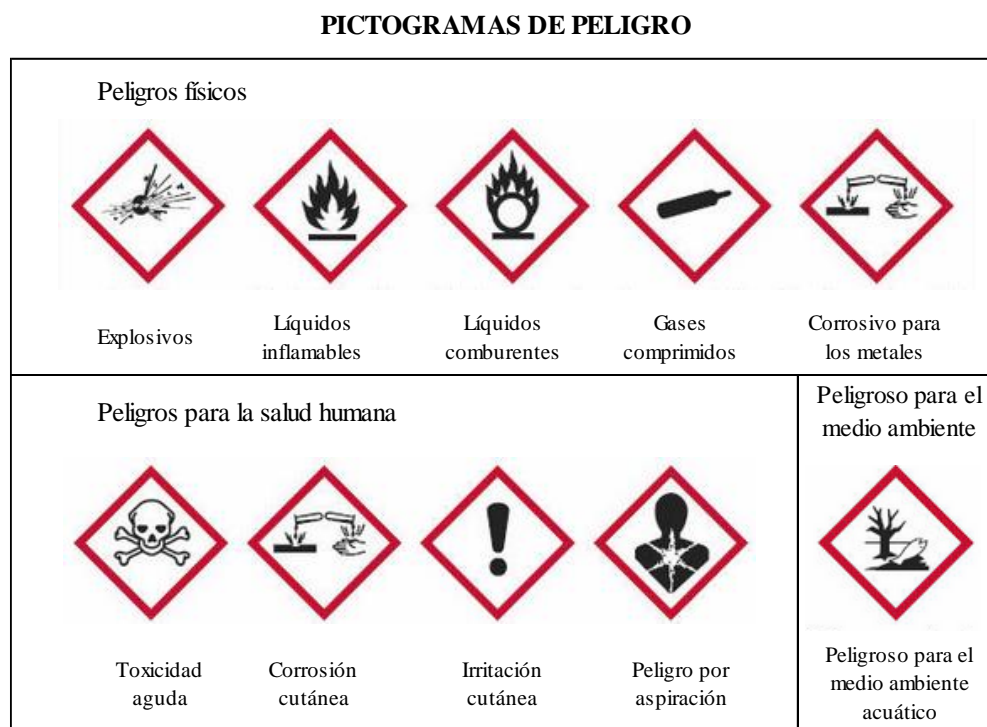 PICTOGRAMAS DE PELIGRO
Peligros físicos
Explosivos
Líquidos
inflamables
Líquidos
comburentes
Gases
comprimidos
Corrosivo para
los metales
Peligros para la salud humana
Toxicidad
aguda
Corrosión
cutánea
Irritación
cutánea
Peligro por
aspiración
Peligroso para el
medio ambiente
Peligroso para el
medio ambiente
acuático